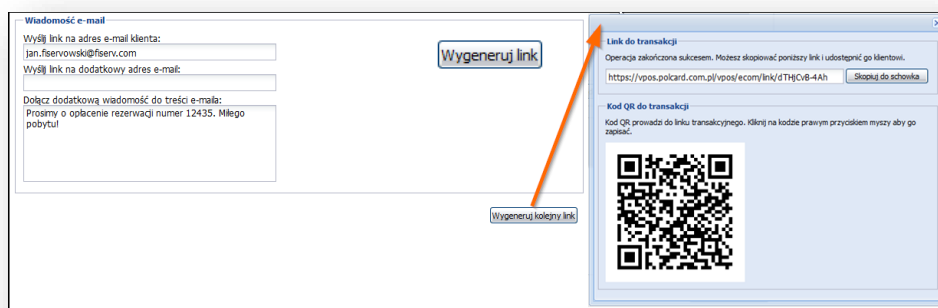 Wiadomość e-mail
Wyślij link na adres e-mail klienta:
jan.fiservowski@fiserv.com
Wyślij link na dodatkowy adres e-mail:
Dołącz dodatkową wiadomość do treści e-maila:
Prosimy o opłacenie rezerwacji numer 12435. Miłego
pobytu!
Wygeneruj link
Wygeneruj kolejny link
Link do transakcji
Operacja zakończona sukcesem. Możesz skopiować poniższy link i udostępnić go klientowi.
https://vpos.polcard.com.pl/vpos/ecom/link/dTHjCvB-4Ah
Skopiuj do schowka
Kod QR do transakcji
Kod QR prowadzi do linku transakcyjnego. Kliknij na kodzie prawym przyciskiem myszy aby go
zapisać.